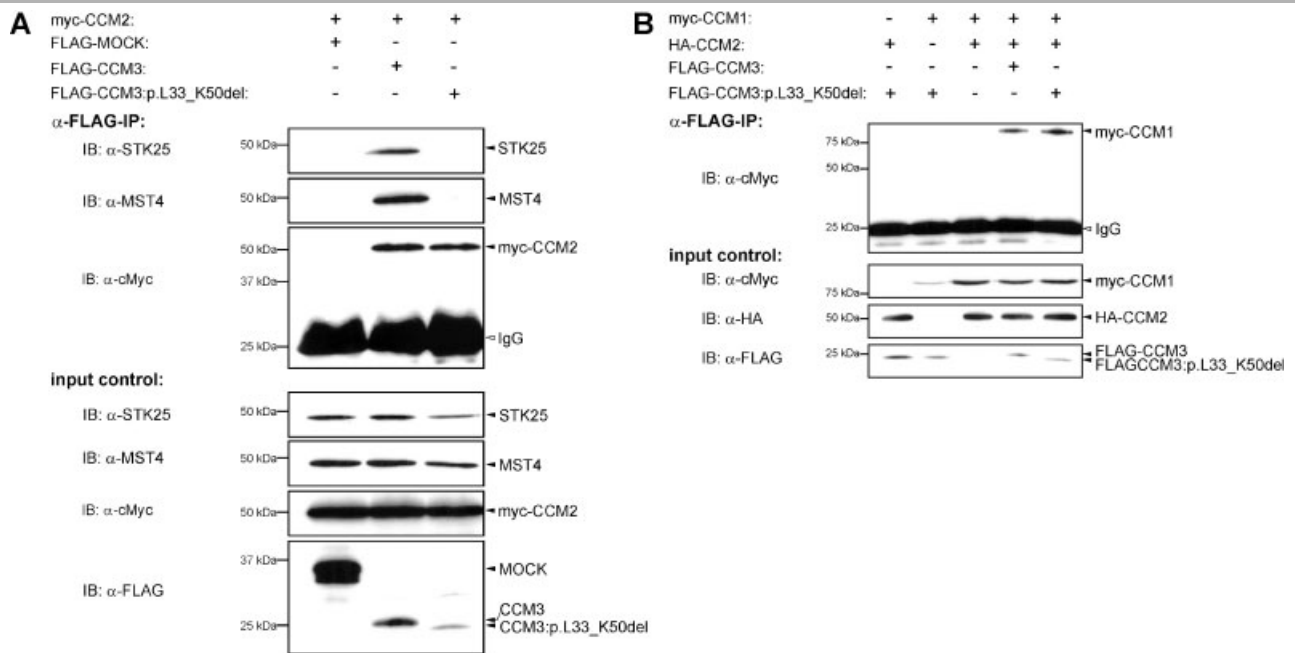 A
myc-CCM2: + + +
FLAG-MOCK: + - -
FLAG-CCM3: - + -
FLAG-CCM3:p.L33_K50del: - - +
α-FLAG-IP:
IB: α-STK25 50 kDa STK25
IB: α-MST4 50 kDa MST4
50 kDa myc-CCM2
IB: α-cMyc 37 kDa
25 kDa IgG
input control:
IB: α-STK25 50 kDa STK25
IB: α-MST4 50 kDa MST4
IB: α-cMyc 50 kDa myc-CCM2
37 kDa MOCK
IB: α-FLAG
CCM3
25 kDa CCM3:p.L33_K50del
B
myc-CCM1: - + + + +
HA-CCM2: + - + + +
FLAG-CCM3: - - - + -
FLAG-CCM3:p.L33_K50del: + + - - +
α-FLAG-IP:
75 kDa myc-CCM1
50 kDa
IB: α-cMyc
25 kDa IgG
input control:
IB: α-cMyc 75 kDa myc-CCM1
IB: α-HA 50 kDa HA-CCM2
IB: α-FLAG 25 kDa FLAG-CCM3
FLAGCCM3:p.L33_K50del